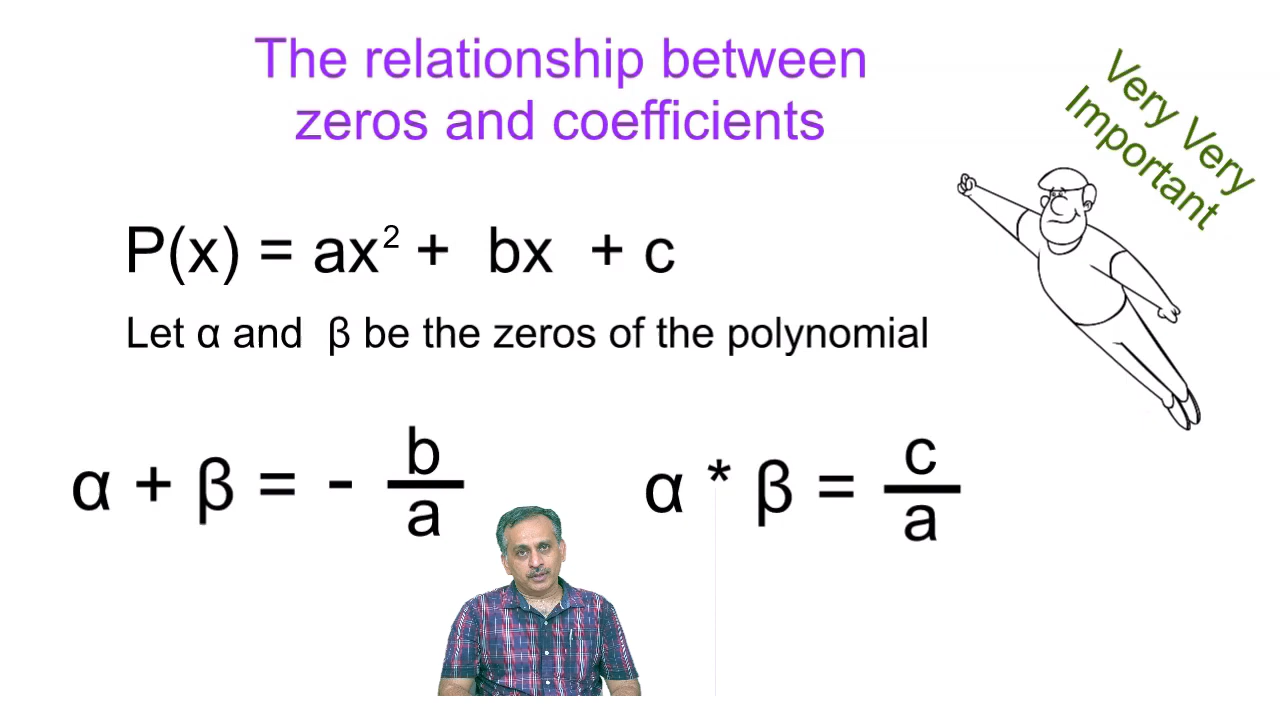 The relationship between
zeros and coefficients
Very Very
Important
P(x) = ax² + bx + c
Let α and β be the zeros of the polynomial
α + β = - b/a
α * β = c/a